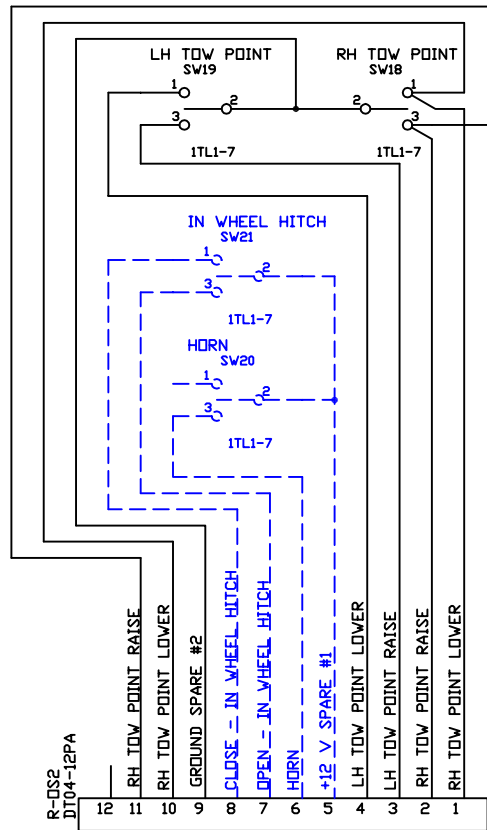 LH TOW POINT
SW19
RH TOW POINT
SW18
1
2
3
1TL1-7
2
1
3
1TL1-7
IN WHEEL HITCH
SW21
1
2
3
1TL1-7
HORN
SW20
1
2
3
1TL1-7
RH TOW POINT RAISE
RH TOW POINT LOWER
GROUND SPARE #2
CLOSE - IN WHEEL HITCH
OPEN - IN WHEEL HITCH
HORN
+12 V SPARE #1
LH TOW POINT LOWER
LH TOW POINT RAISE
RH TOW POINT RAISE
RH TOW POINT LOWER
R-OS2
DT04-12PA
12 11 10 9 8 7 6 5 4 3 2 1